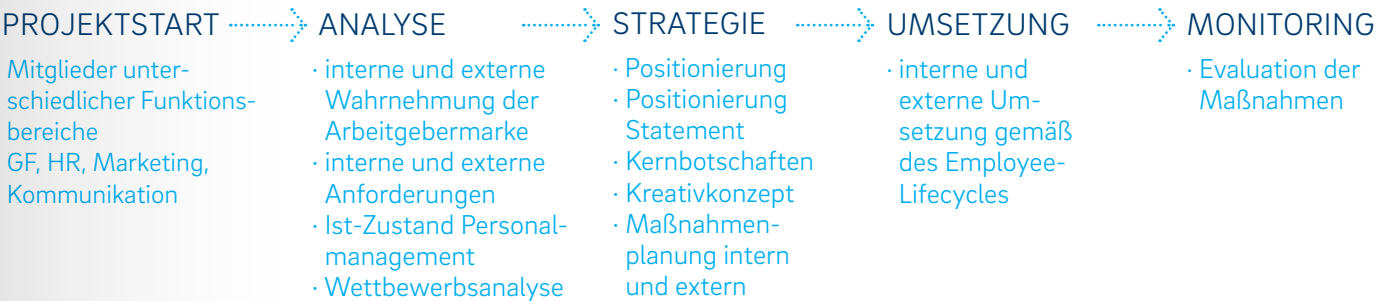 PROJEKTSTART
Mitglieder unter-
schiedlicher Funktions-
bereiche
GF, HR, Marketing,
Kommunikation
ANALYSE
· interne und externe
Wahrnehmung der
Arbeitgebermarke
· interne und externe
Anforderungen
· Ist-Zustand Personal-
management
· Wettbewerbsanalyse
STRATEGIE
· Positionierung
· Positionierung
Statement
· Kernbotschaften
· Kreativkonzept
· Maßnahmen-
planung intern
und extern
UMSETZUNG
· interne und
externe Um-
setzung gemäß
des Employee-
Lifecycles
MONITORING
· Evaluation der
Maßnahmen